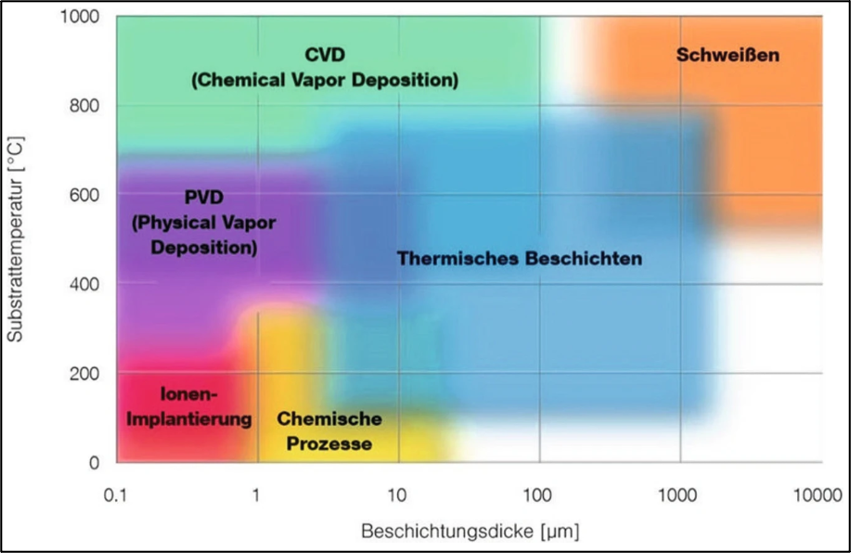 1000
800
600
400
200
0
Substrattemperatur [°C]
CVD
(Chemical Vapor Deposition)
Schweißen
PVD
(Physical Vapor
Deposition)
Thermisches Beschichten
Ionen-
Implantierung
Chemische
Prozesse
0.1 1 10 100 1000 10000
Beschichtungsdicke [µm]